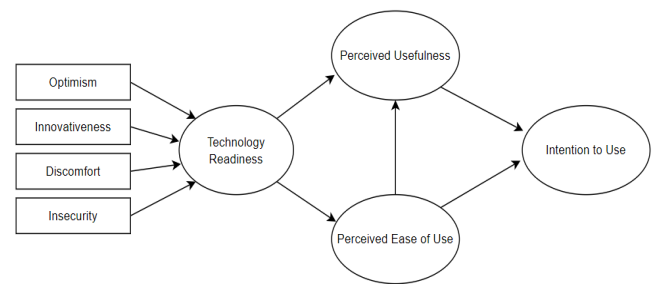 Optimism
Innovativeness
Discomfort
Insecurity
Technology
Readiness
Perceived Usefulness
Perceived Ease of Use
Intention to Use